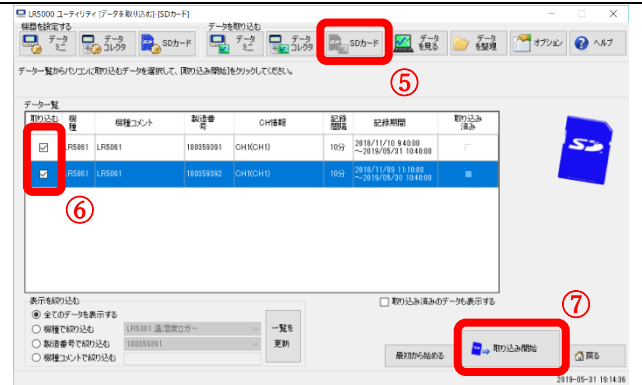 LR5000 ユーティリティ [データを取り込む]-[SDカード]
機器を設定する
データを取り込む
データ
ミニ
データ
コレクタ
SDカード
データ
ミニ
データ
コレクタ
SDカード
データ
を見る
データ
を整理
オプション
ヘルプ
⑤
データ一覧からパソコンに取り込むデータを選択して、[取り込み開始]をクリックしてください。
データ一覧
取り込む
機種
機種コメント
製造番号
CH情報
記録間隔
記録期間
取り込み済み
LR5061 LR5061 180359391 CH1(CH1) 10分 2018/11/10 9:40:00
～2019/05/31 10:40:00
LR5061 LR5061 180359392 CH1(CH1) 10分 2018/11/09 11:10:00
～2019/05/30 10:40:00
SD
⑥
表示を絞り込む
取り込み済みのデータも表示する
⑦
全てのデータを表示する
機種で絞り込む LR5001 温湿度ロガー
製造番号で絞り込む 180359391
機種コメントで絞り込む
一覧を
更新
最初から始める
取り込み開始
戻る
2019-05-31 19:14:36